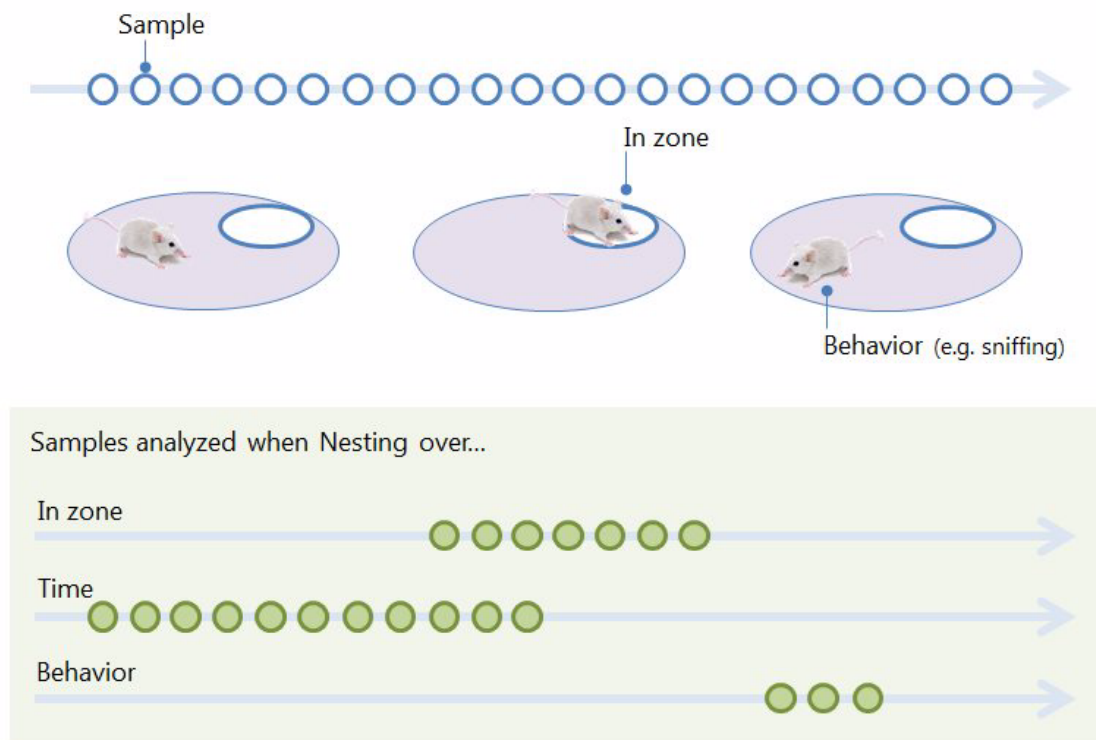 Sample
In zone
Behavior (e.g. sniffing)
Samples analyzed when Nesting over...
In zone
Time
Behavior